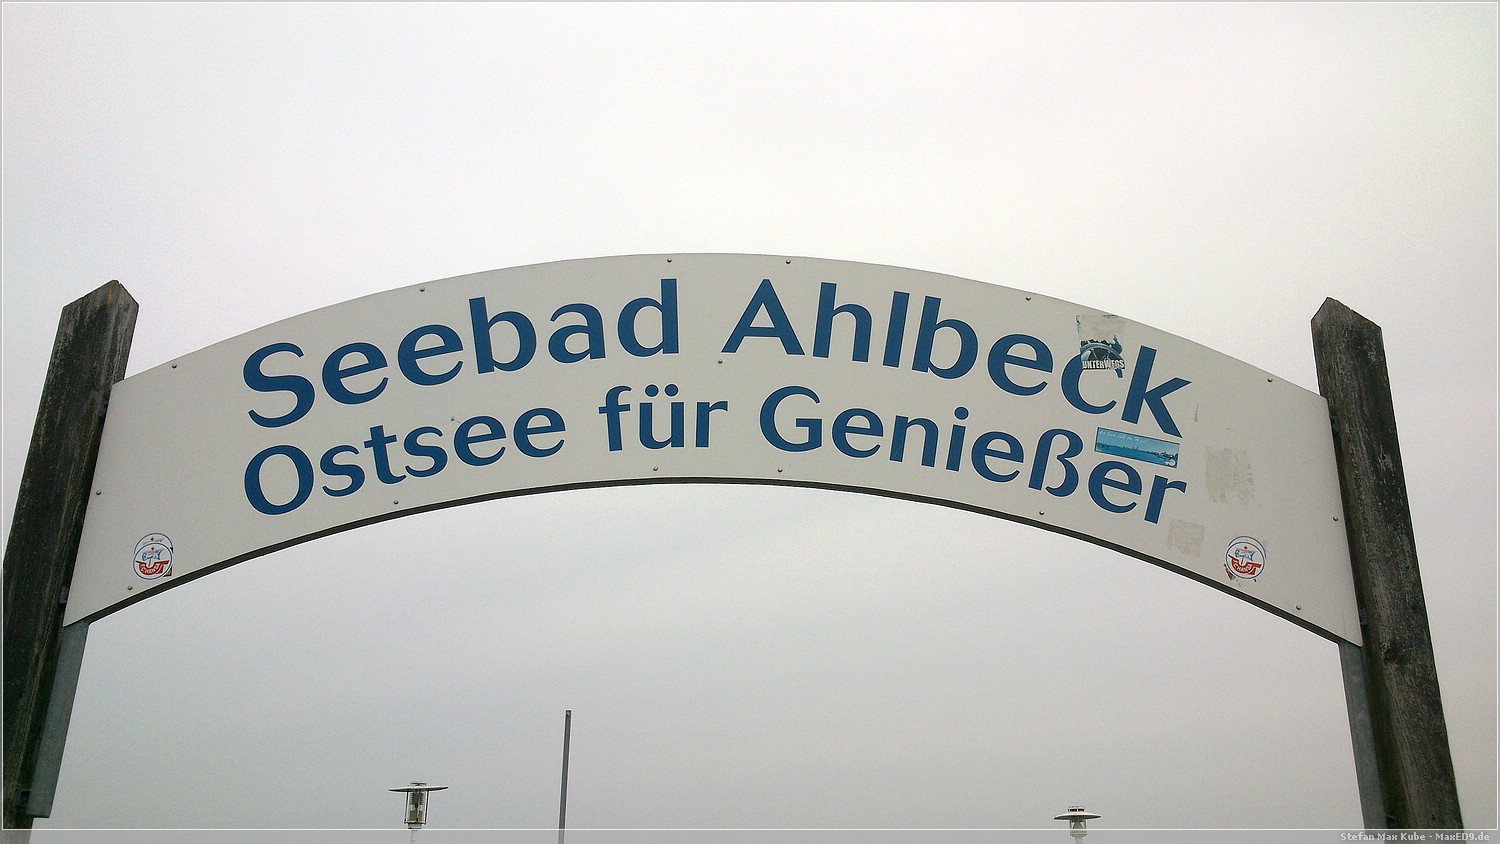 Seebad Ahlbeck
Ostsee für Genießer
UNTERWEGS
Stefan Max Kube - MaxED9.de